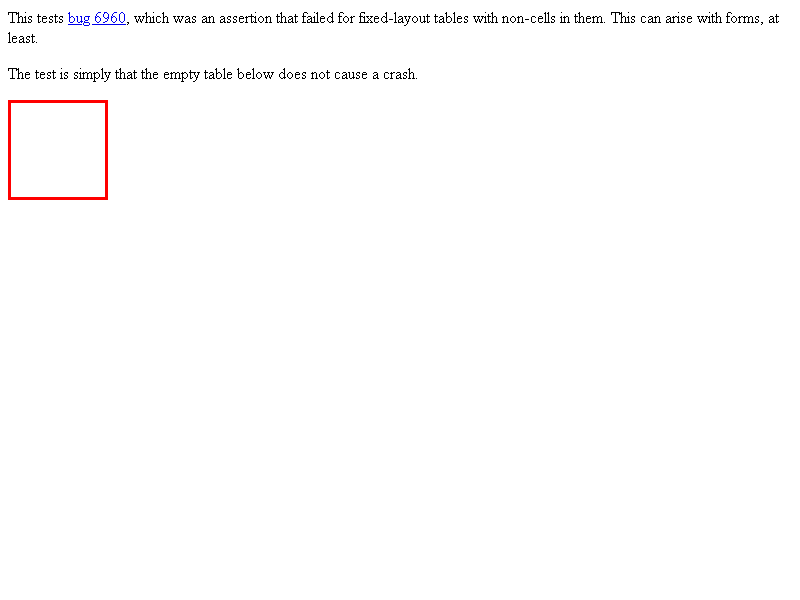 This tests bug 6960, which was an assertion that failed for fixed-layout tables with non-cells in them. This can arise with forms, at
least.
The test is simply that the empty table below does not cause a crash.